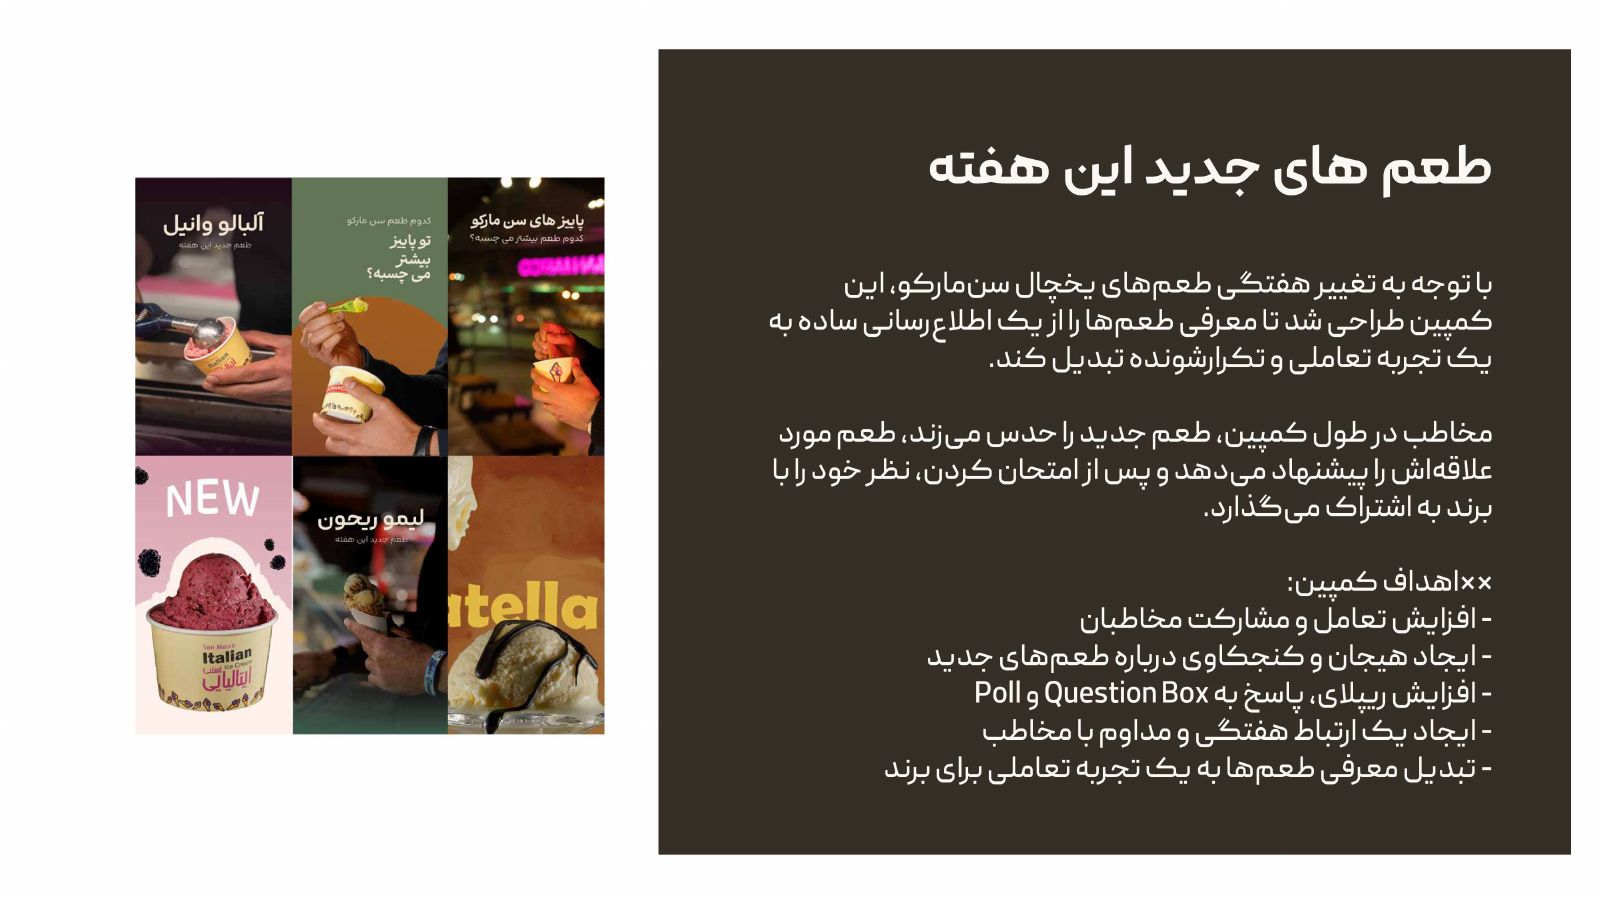 طعم های جدید این هفته
با توجه به تغییر هفتگی طعم‌های یخچال سن‌مارکو، این
کمپین طراحی شد تا معرفی طعم‌ها را از یک اطلاع‌رسانی ساده به
یک تجربه تعاملی و تکرارشونده تبدیل کند.
مخاطب در طول کمپین، طعم جدید را حدس می‌زند، طعم مورد
علاقه‌اش را پیشنهاد می‌دهد و پس از امتحان کردن، نظر خود را با
برند به اشتراک می‌گذارد.
××اهداف کمپین:
- افزایش تعامل و مشارکت مخاطبان
- ایجاد هیجان و کنجکاوی درباره طعم‌های جدید
- افزایش ریپلای، پاسخ به Question Box و Poll
- ایجاد یک ارتباط هفتگی و مداوم با مخاطب
- تبدیل معرفی طعم‌ها به یک تجربه تعاملی برای برند
پاییز های سن مارکو
کدوم طعم بیشتر می چسبه؟
کدوم طعم سن مارکو
تو پاییز
بیشتر
می چسبه؟
آلبالو وانیل
طعم جدید این هفته
atella
لیمو ریحون
طعم جدید این هفته
NEW
San Marco
Italian
Ice Cream
بستنی
ایتالیایی